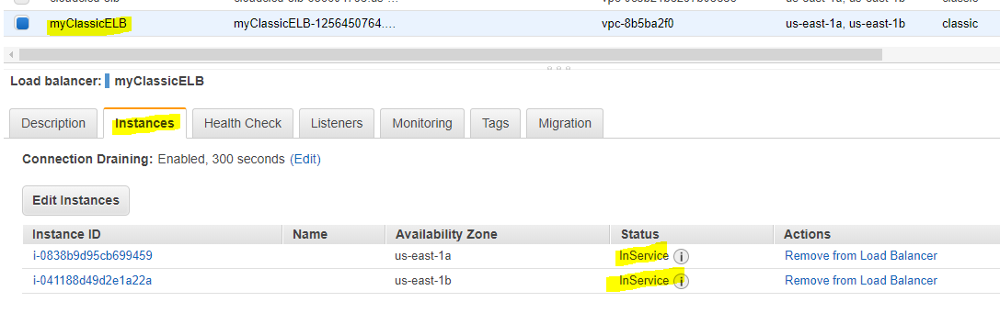 myClassicELB myClassicELB-1256450764.... vpc-8b5ba2f0 us-east-1a, us-east-1b classic
Load balancer: myClassicELB
Description Instances Health Check Listeners Monitoring Tags Migration
Connection Draining: Enabled, 300 seconds (Edit)
Edit Instances
Instance ID Name Availability Zone Status Actions
i-0838b9d95cb699459 us-east-1a InService i Remove from Load Balancer
i-041188d49d2e1a22a us-east-1b InService i Remove from Load Balancer